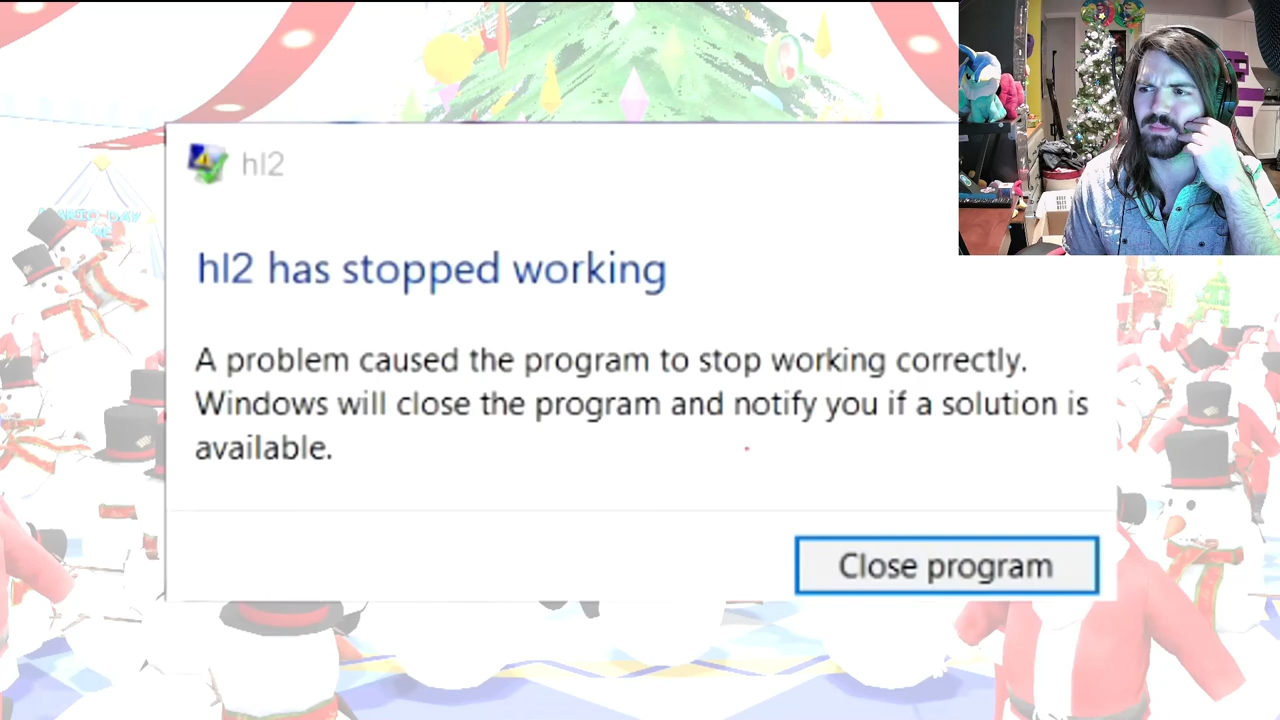 hl2
hl2 has stopped working
A problem caused the program to stop working correctly.
Windows will close the program and notify you if a solution is
available.
Close program